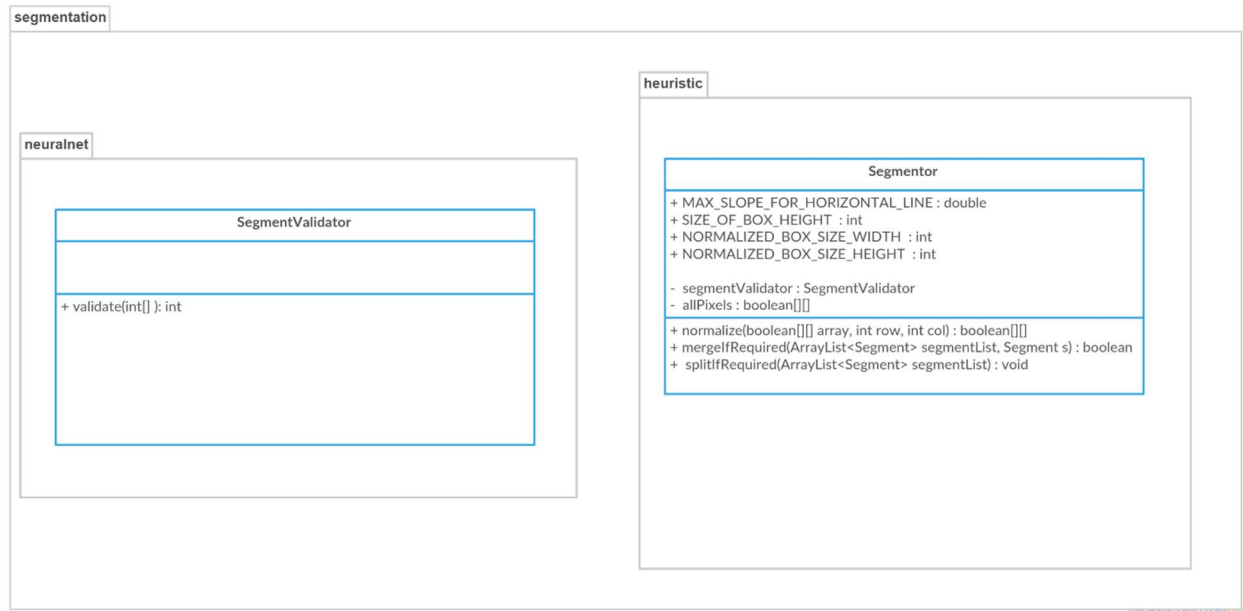 segmentation
heuristic
neuralnet
Segmentor
+ MAX_SLOPE_FOR_HORIZONTAL_LINE : double
+ SIZE_OF_BOX_HEIGHT : int
+ NORMALIZED_BOX_SIZE_WIDTH : int
+ NORMALIZED_BOX_SIZE_HEIGHT : int
- segmentValidator : SegmentValidator
- allPixels : boolean[][]
+ normalize(boolean[][] array, int row, int col) : boolean[][]
+ mergeIfRequired(ArrayList<Segment> segmentList, Segment s) : boolean
+ splitIfRequired(ArrayList<Segment> segmentList) : void
SegmentValidator
+ validate(int[] ): int